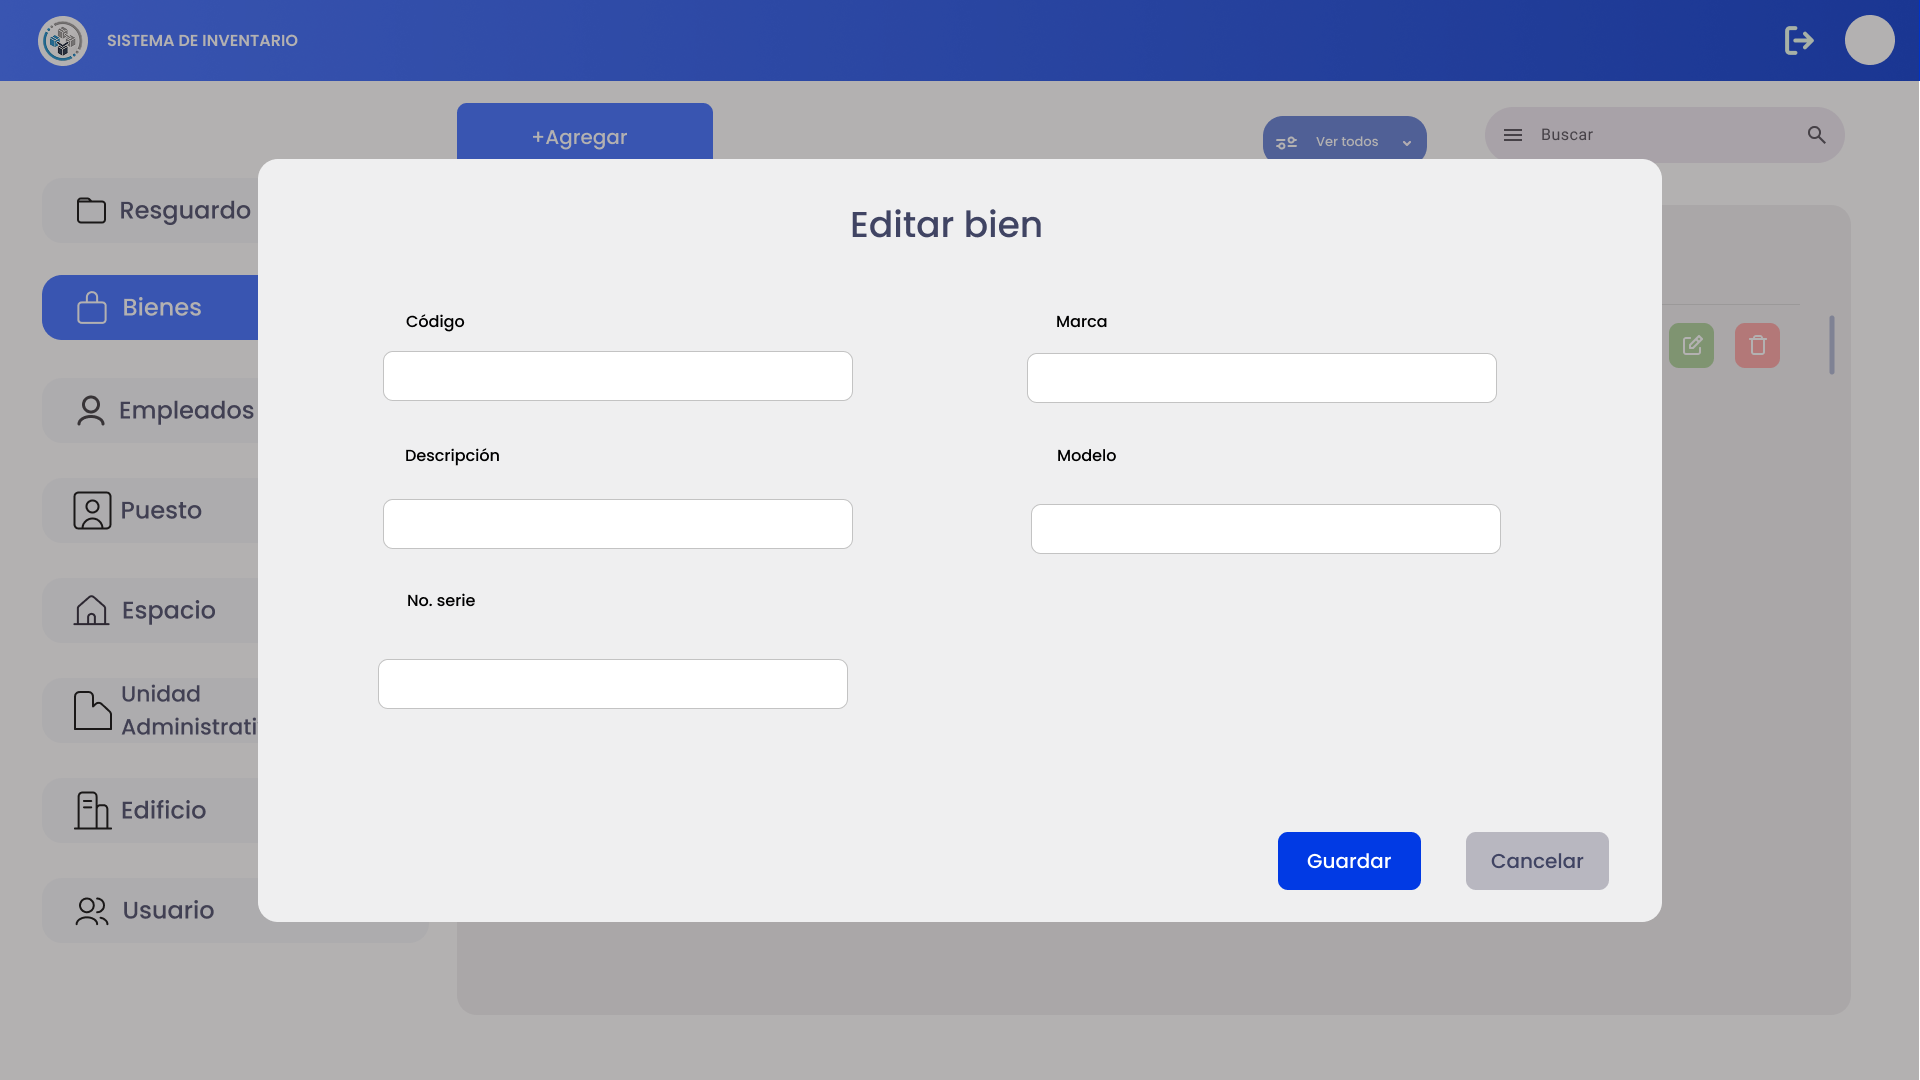 SISTEMA DE INVENTARIO
+Agregar
Ver todos
Buscar
Resguardo
Bienes
Empleados
Puesto
Espacio
Unidad
Administrati
Edificio
Usuario
Editar bien
Código
Marca
Descripción
Modelo
No. serie
Guardar
Cancelar